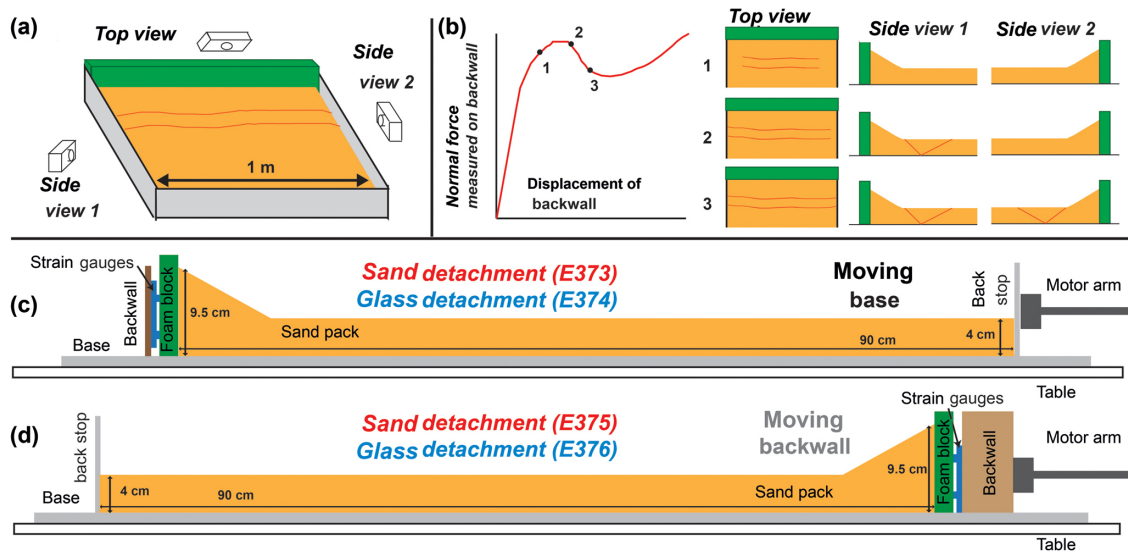 (a)
Top view
Side
view 2
Side
view 1
1 m
(b)
Normal force
measured on backwall
1
2
3
Displacement of
backwall
Top view
Side view 1
Side view 2
1
2
3
(c)
Strain gauges
Sand detachment (E373)
Glass detachment (E374)
Moving
base
Back
stop
Motor arm
Backwall
Foam block
9.5 cm
Sand pack
90 cm
4 cm
Base
Table
(d)
back stop
Sand detachment (E375)
Glass detachment (E376)
Moving
backwall
Strain gauges
Motor arm
Foam block
Backwall
9.5 cm
Base
4 cm
90 cm
Sand pack
Table